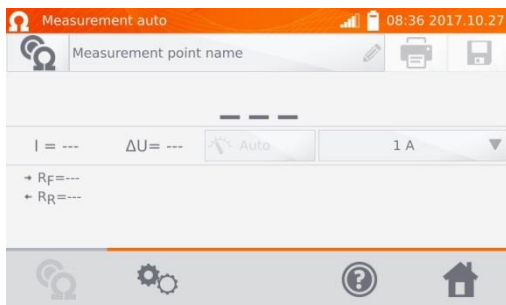 Ω Measurement auto 08:36 2017.10.27
Measurement point name
---
I = --- ΔU= --- Auto 1 A
→ RF=---
← RR=---
?